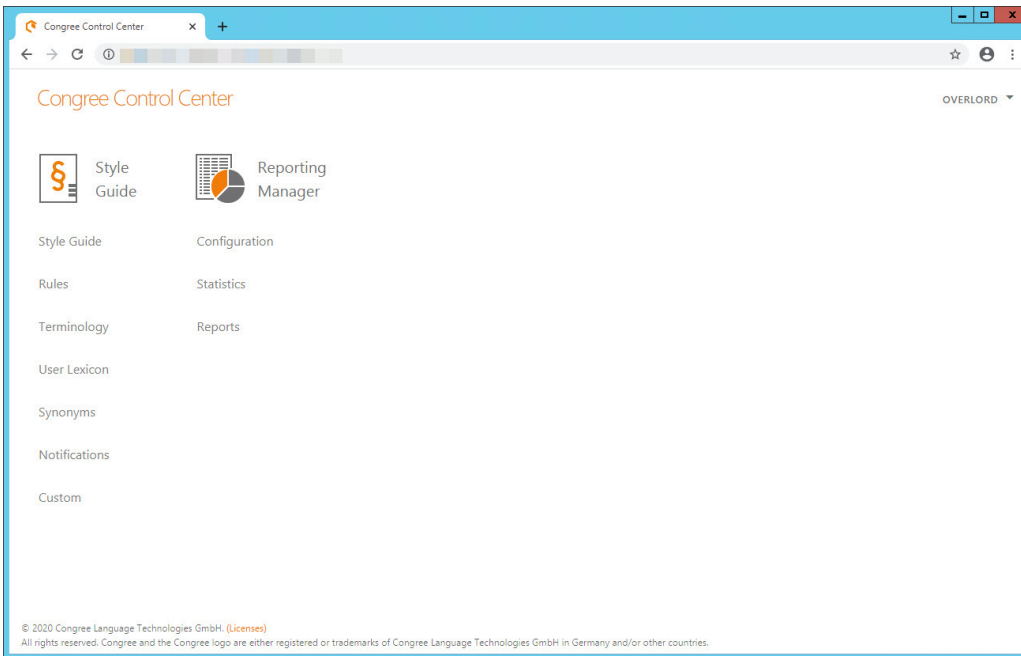 Congree Control Center
Congree Control Center
OVERLORD
Style
Guide
Reporting
Manager
Style Guide
Configuration
Rules
Statistics
Terminology
Reports
User Lexicon
Synonyms
Notifications
Custom
© 2020 Congree Language Technologies GmbH. (Licenses)
All rights reserved. Congree and the Congree logo are either registered or trademarks of Congree Language Technologies GmbH in Germany and/or other countries.